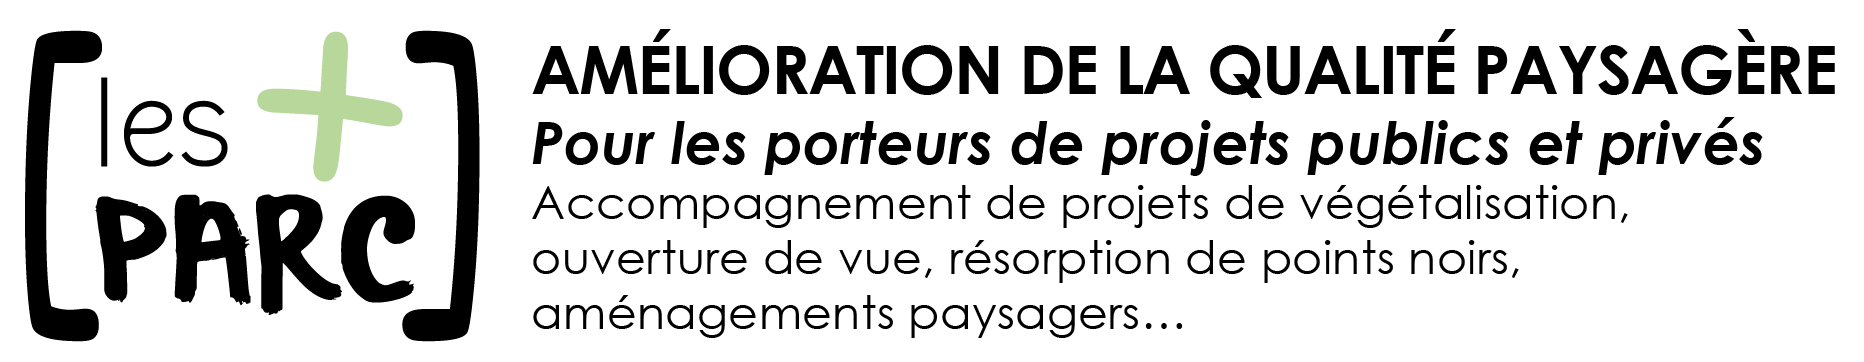 les +
PARC
AMÉLIORATION DE LA QUALITÉ PAYSAGÈRE
Pour les porteurs de projets publics et privés
Accompagnement de projets de végétalisation,
ouverture de vue, résorption de points noirs,
aménagements paysagers...